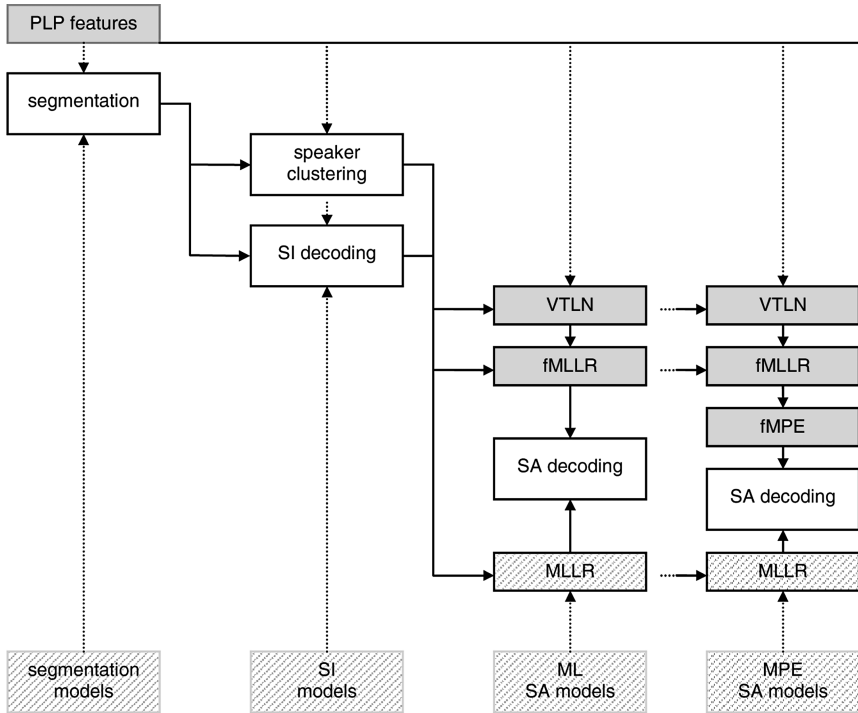 PLP features
segmentation
speaker
clustering
SI decoding
VTLN
VTLN
fMLLR
fMLLR
fMPE
SA decoding
SA decoding
MLLR
MLLR
segmentation
models
SI
models
ML
SA models
MPE
SA models